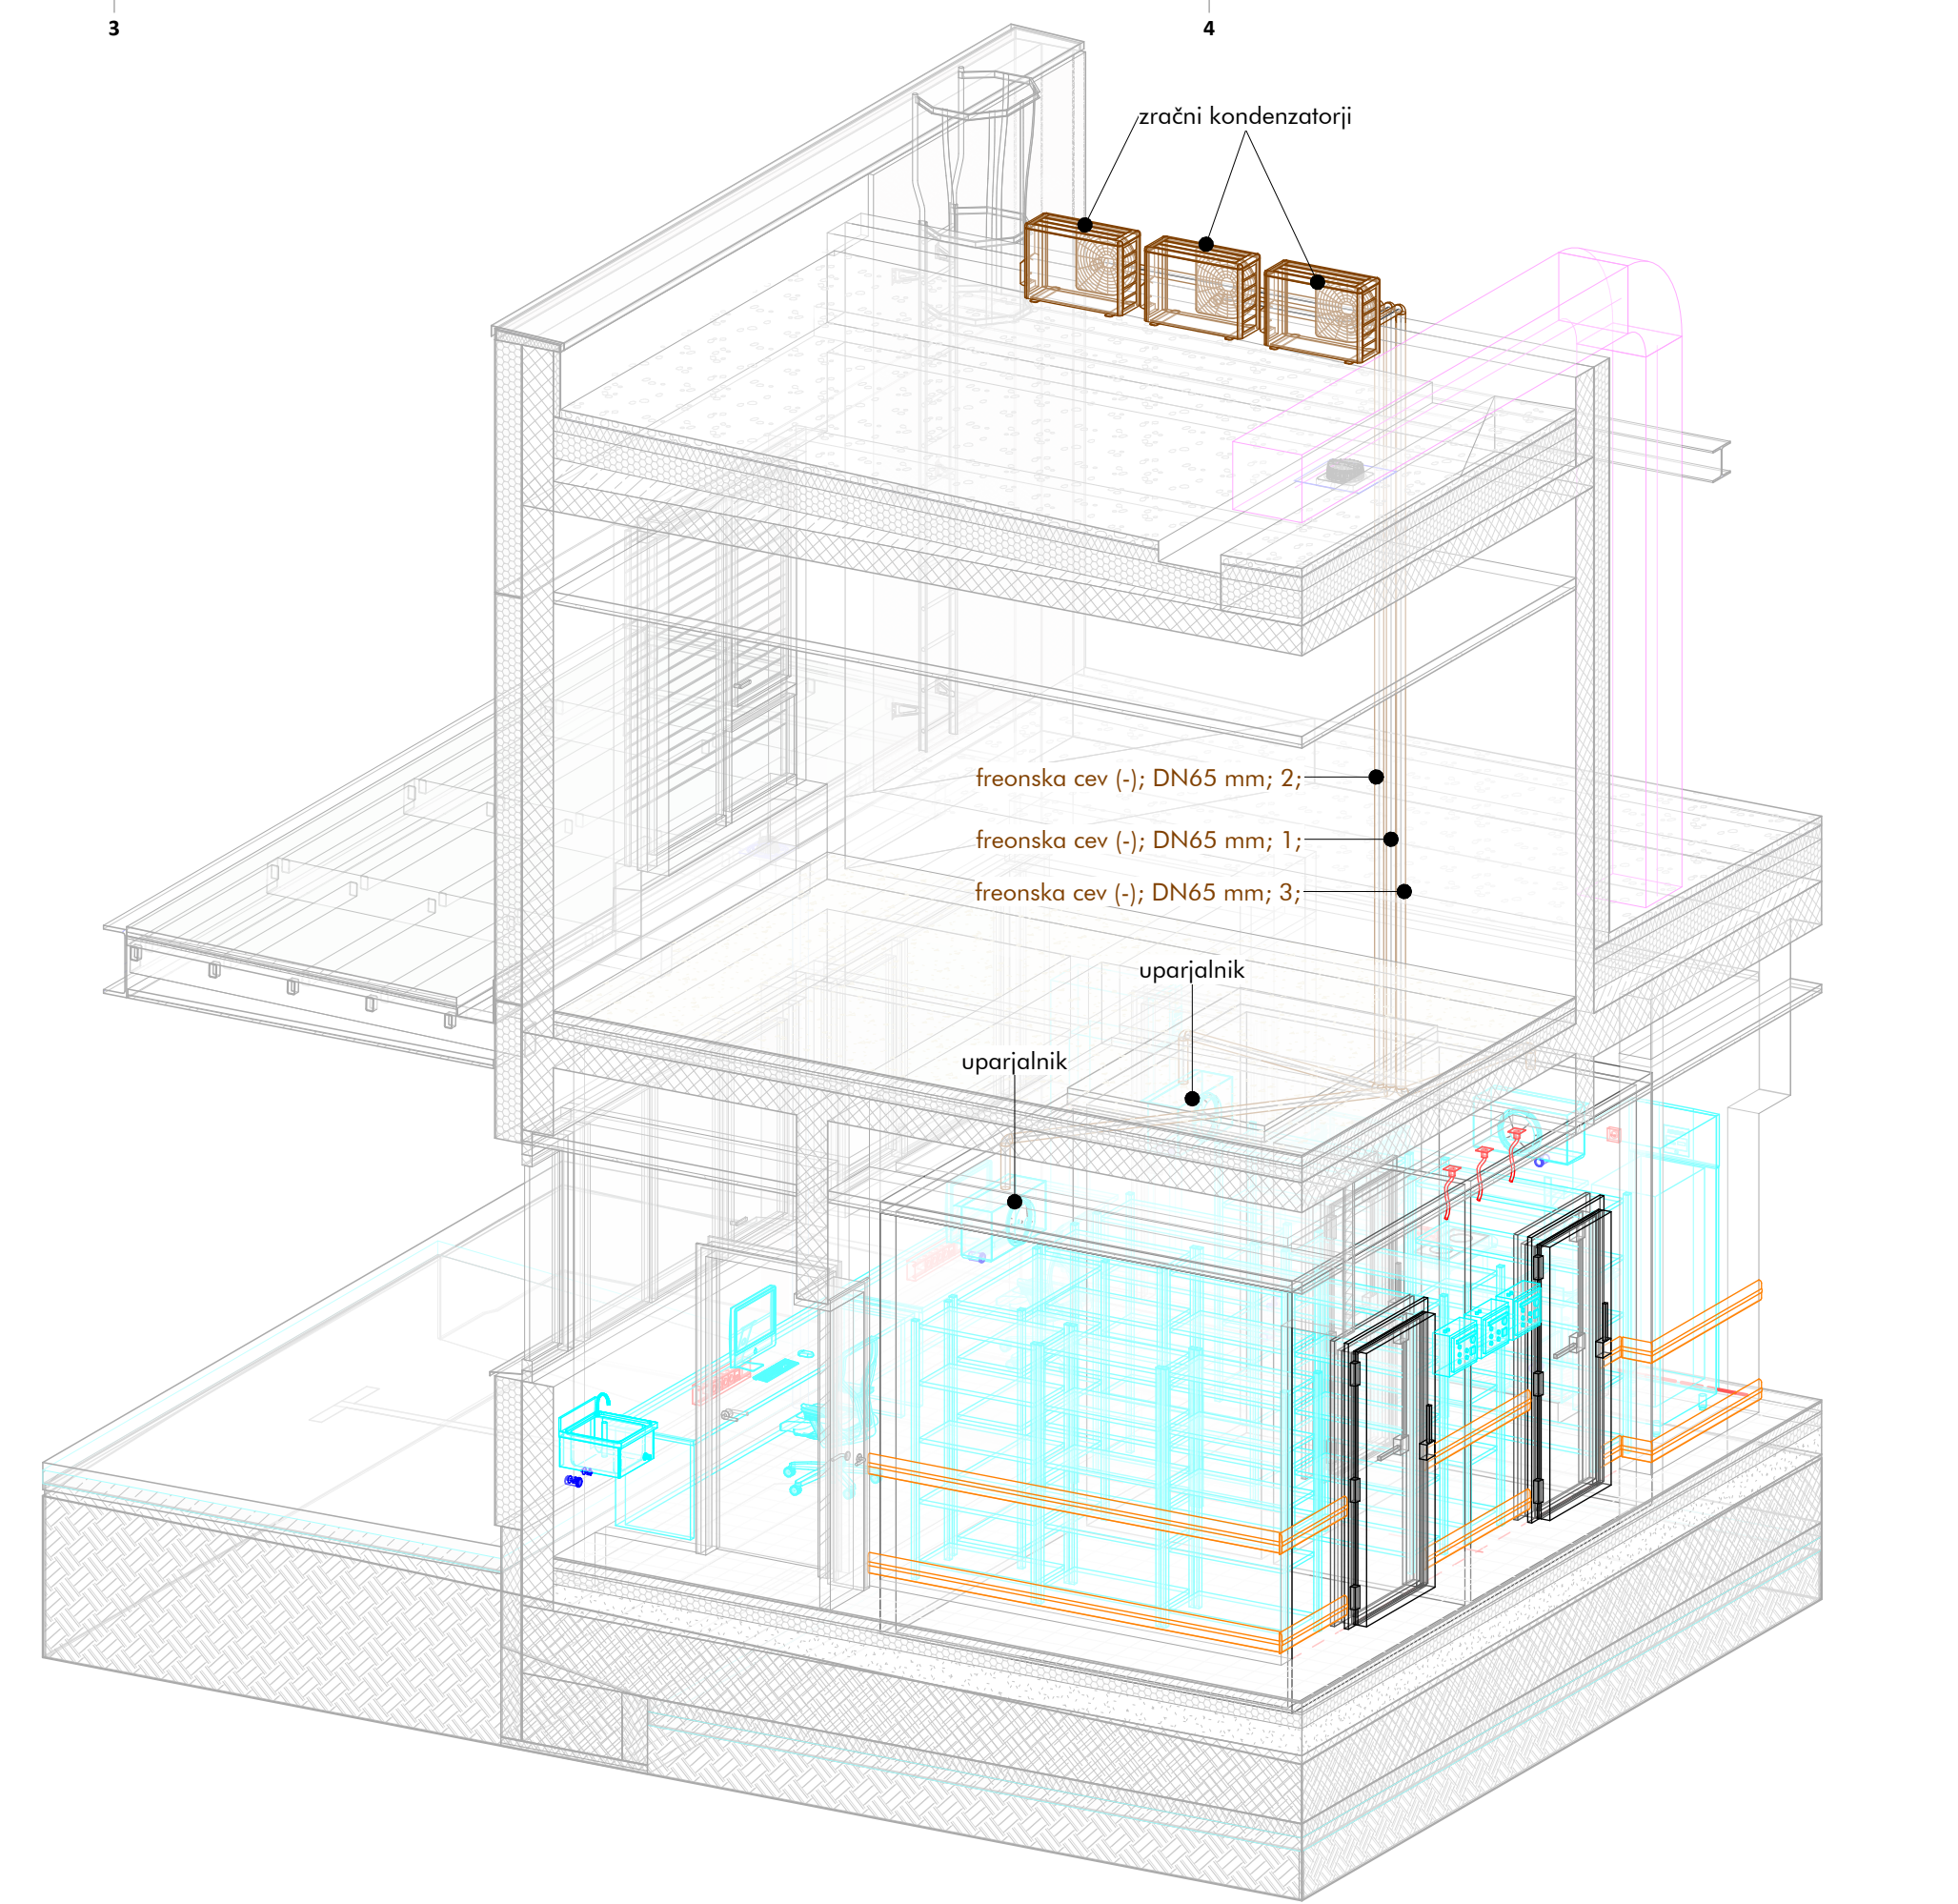 3
4
zračni kondenzatorji
freonska cev (-); DN65 mm; 2;
freonska cev (-); DN65 mm; 1;
freonska cev (-); DN65 mm; 3;
uparjalnik
uparjalnik